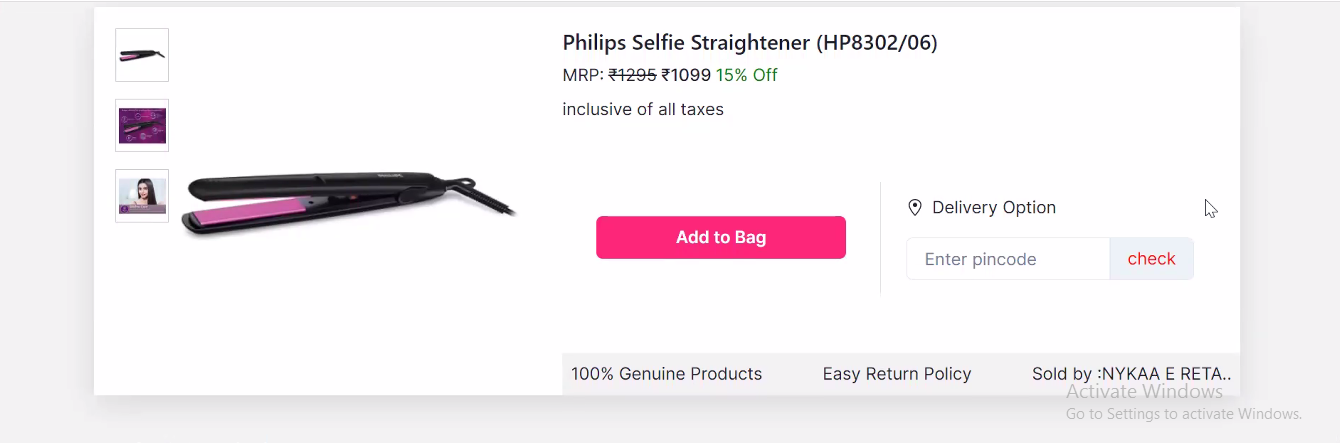 Philips Selfie Straightener (HP8302/06)
MRP: ₹1295 ₹1099 15% Off
inclusive of all taxes
Add to Bag
Delivery Option
Enter pincode
check
100% Genuine Products
Easy Return Policy
Sold by :NYKAA E RETA..
Activate Windows
Go to Settings to activate Windows.